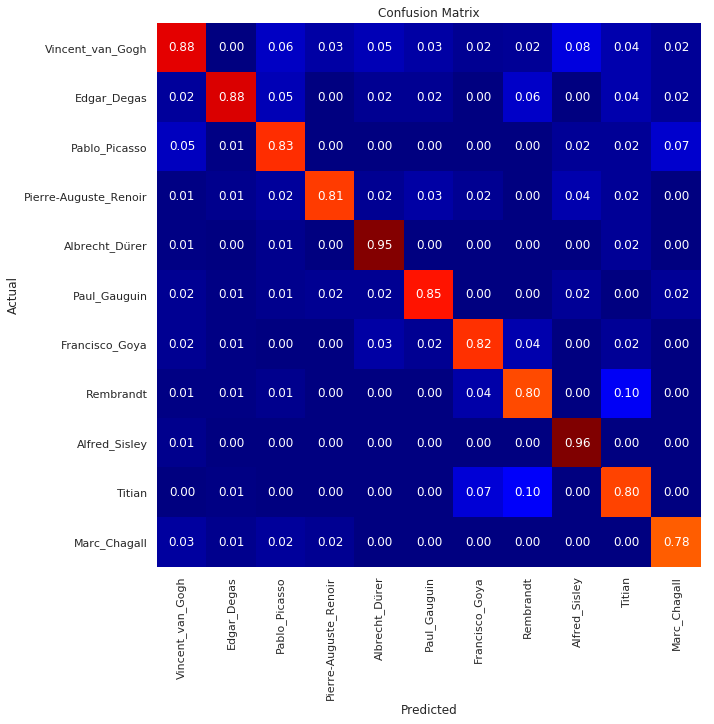 Confusion Matrix
Vincent_van_Gogh 0.88 0.00 0.06 0.03 0.05 0.03 0.02 0.02 0.08 0.04 0.02
Edgar_Degas 0.02 0.88 0.05 0.00 0.02 0.02 0.00 0.06 0.00 0.04 0.02
Pablo_Picasso 0.05 0.01 0.83 0.00 0.00 0.00 0.00 0.00 0.02 0.02 0.07
Pierre-Auguste_Renoir 0.01 0.01 0.02 0.81 0.02 0.03 0.02 0.00 0.04 0.02 0.00
Albrecht_Dürer 0.01 0.00 0.01 0.00 0.95 0.00 0.00 0.00 0.00 0.02 0.00
Paul_Gauguin 0.02 0.01 0.01 0.02 0.02 0.85 0.00 0.00 0.02 0.00 0.02
Francisco_Goya 0.02 0.01 0.00 0.00 0.03 0.02 0.82 0.04 0.00 0.02 0.00
Rembrandt 0.01 0.01 0.01 0.00 0.00 0.00 0.04 0.80 0.00 0.10 0.00
Alfred_Sisley 0.01 0.00 0.00 0.00 0.00 0.00 0.00 0.00 0.96 0.00 0.00
Titian 0.00 0.01 0.00 0.00 0.00 0.00 0.07 0.10 0.00 0.80 0.00
Marc_Chagall 0.03 0.01 0.02 0.02 0.00 0.00 0.00 0.00 0.00 0.00 0.78
Actual
Vincent_van_Gogh
Edgar_Degas
Pablo_Picasso
Pierre-Auguste_Renoir
Albrecht_Dürer
Paul_Gauguin
Francisco_Goya
Rembrandt
Alfred_Sisley
Titian
Marc_Chagall
Predicted